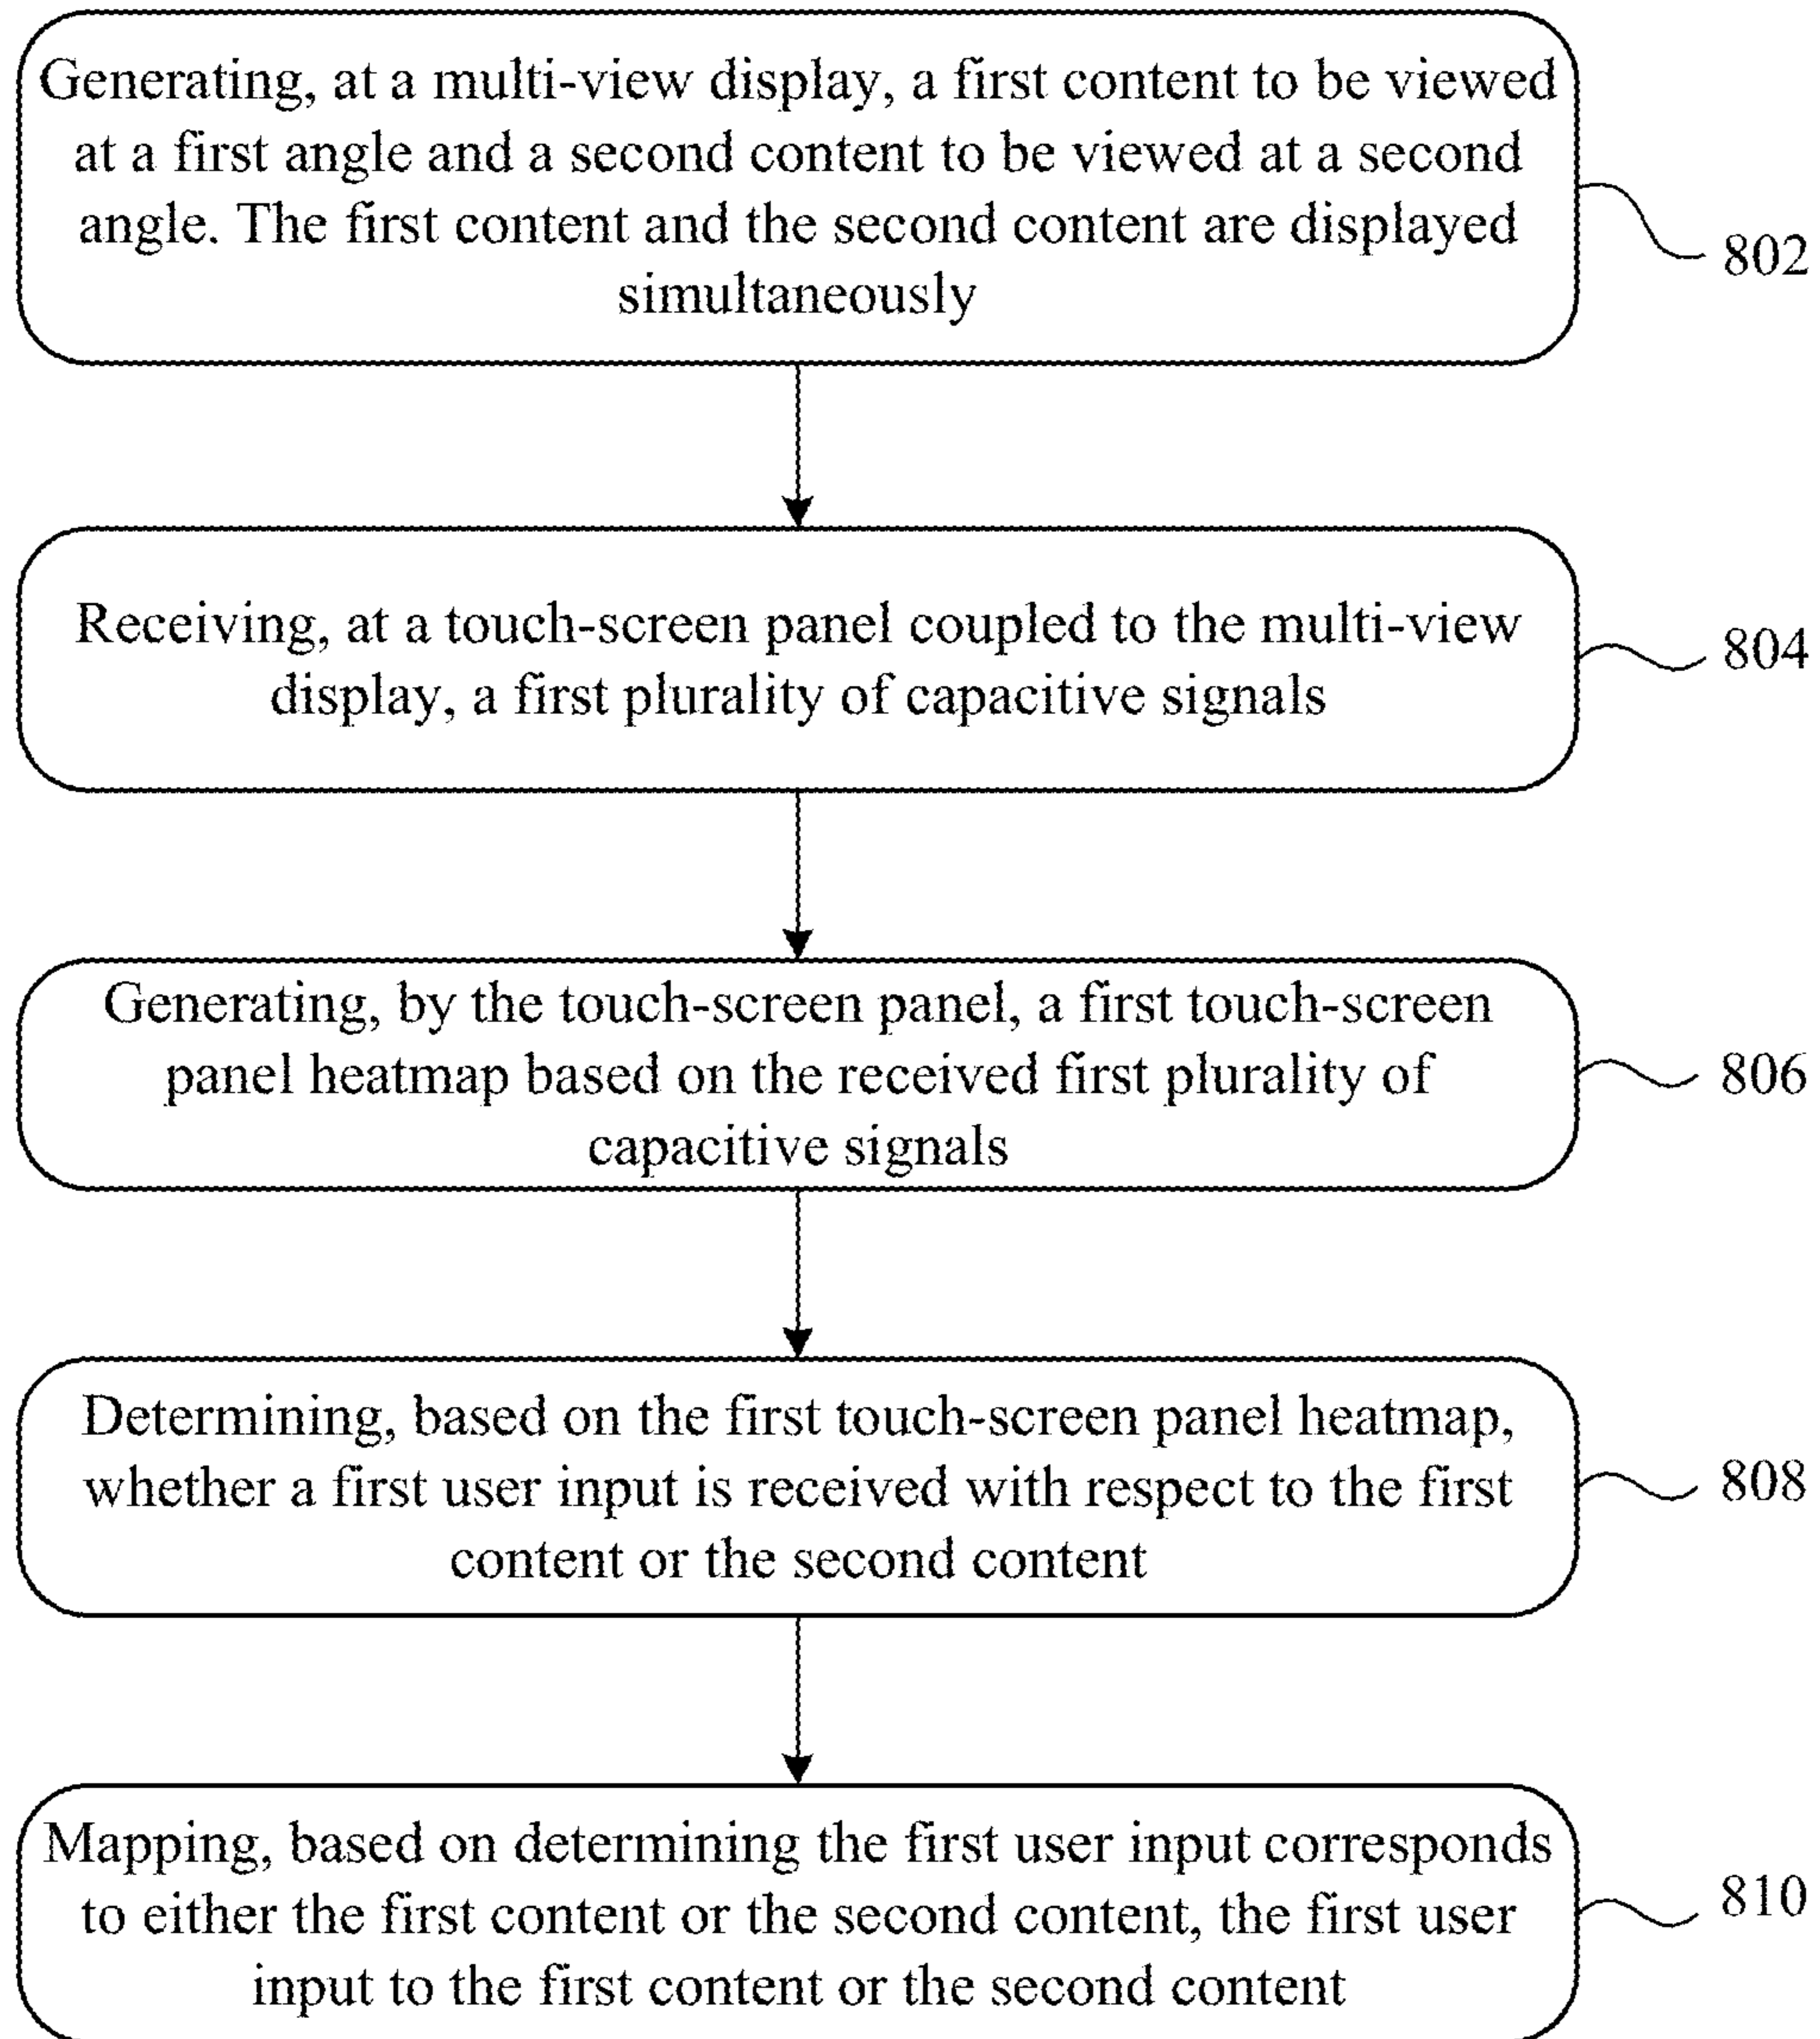 Generating, at a multi-view display, a first content to be viewed
at a first angle and a second content to be viewed at a second
angle. The first content and the second content are displayed
simultaneously
802
Receiving, at a touch-screen panel coupled to the multi-view
display, a first plurality of capacitive signals
804
Generating, by the touch-screen panel, a first touch-screen
panel heatmap based on the received first plurality of
capacitive signals
806
Determining, based on the first touch-screen panel heatmap,
whether a first user input is received with respect to the first
content or the second content
808
Mapping, based on determining the first user input corresponds
to either the first content or the second content, the first user
input to the first content or the second content
810